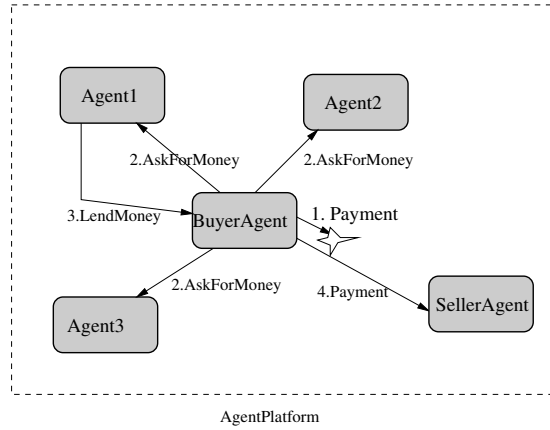 Agent1
Agent2
2.AskForMoney
2.AskForMoney
3.LendMoney
BuyerAgent
1. Payment
2.AskForMoney
4.Payment
SellerAgent
Agent3
AgentPlatform